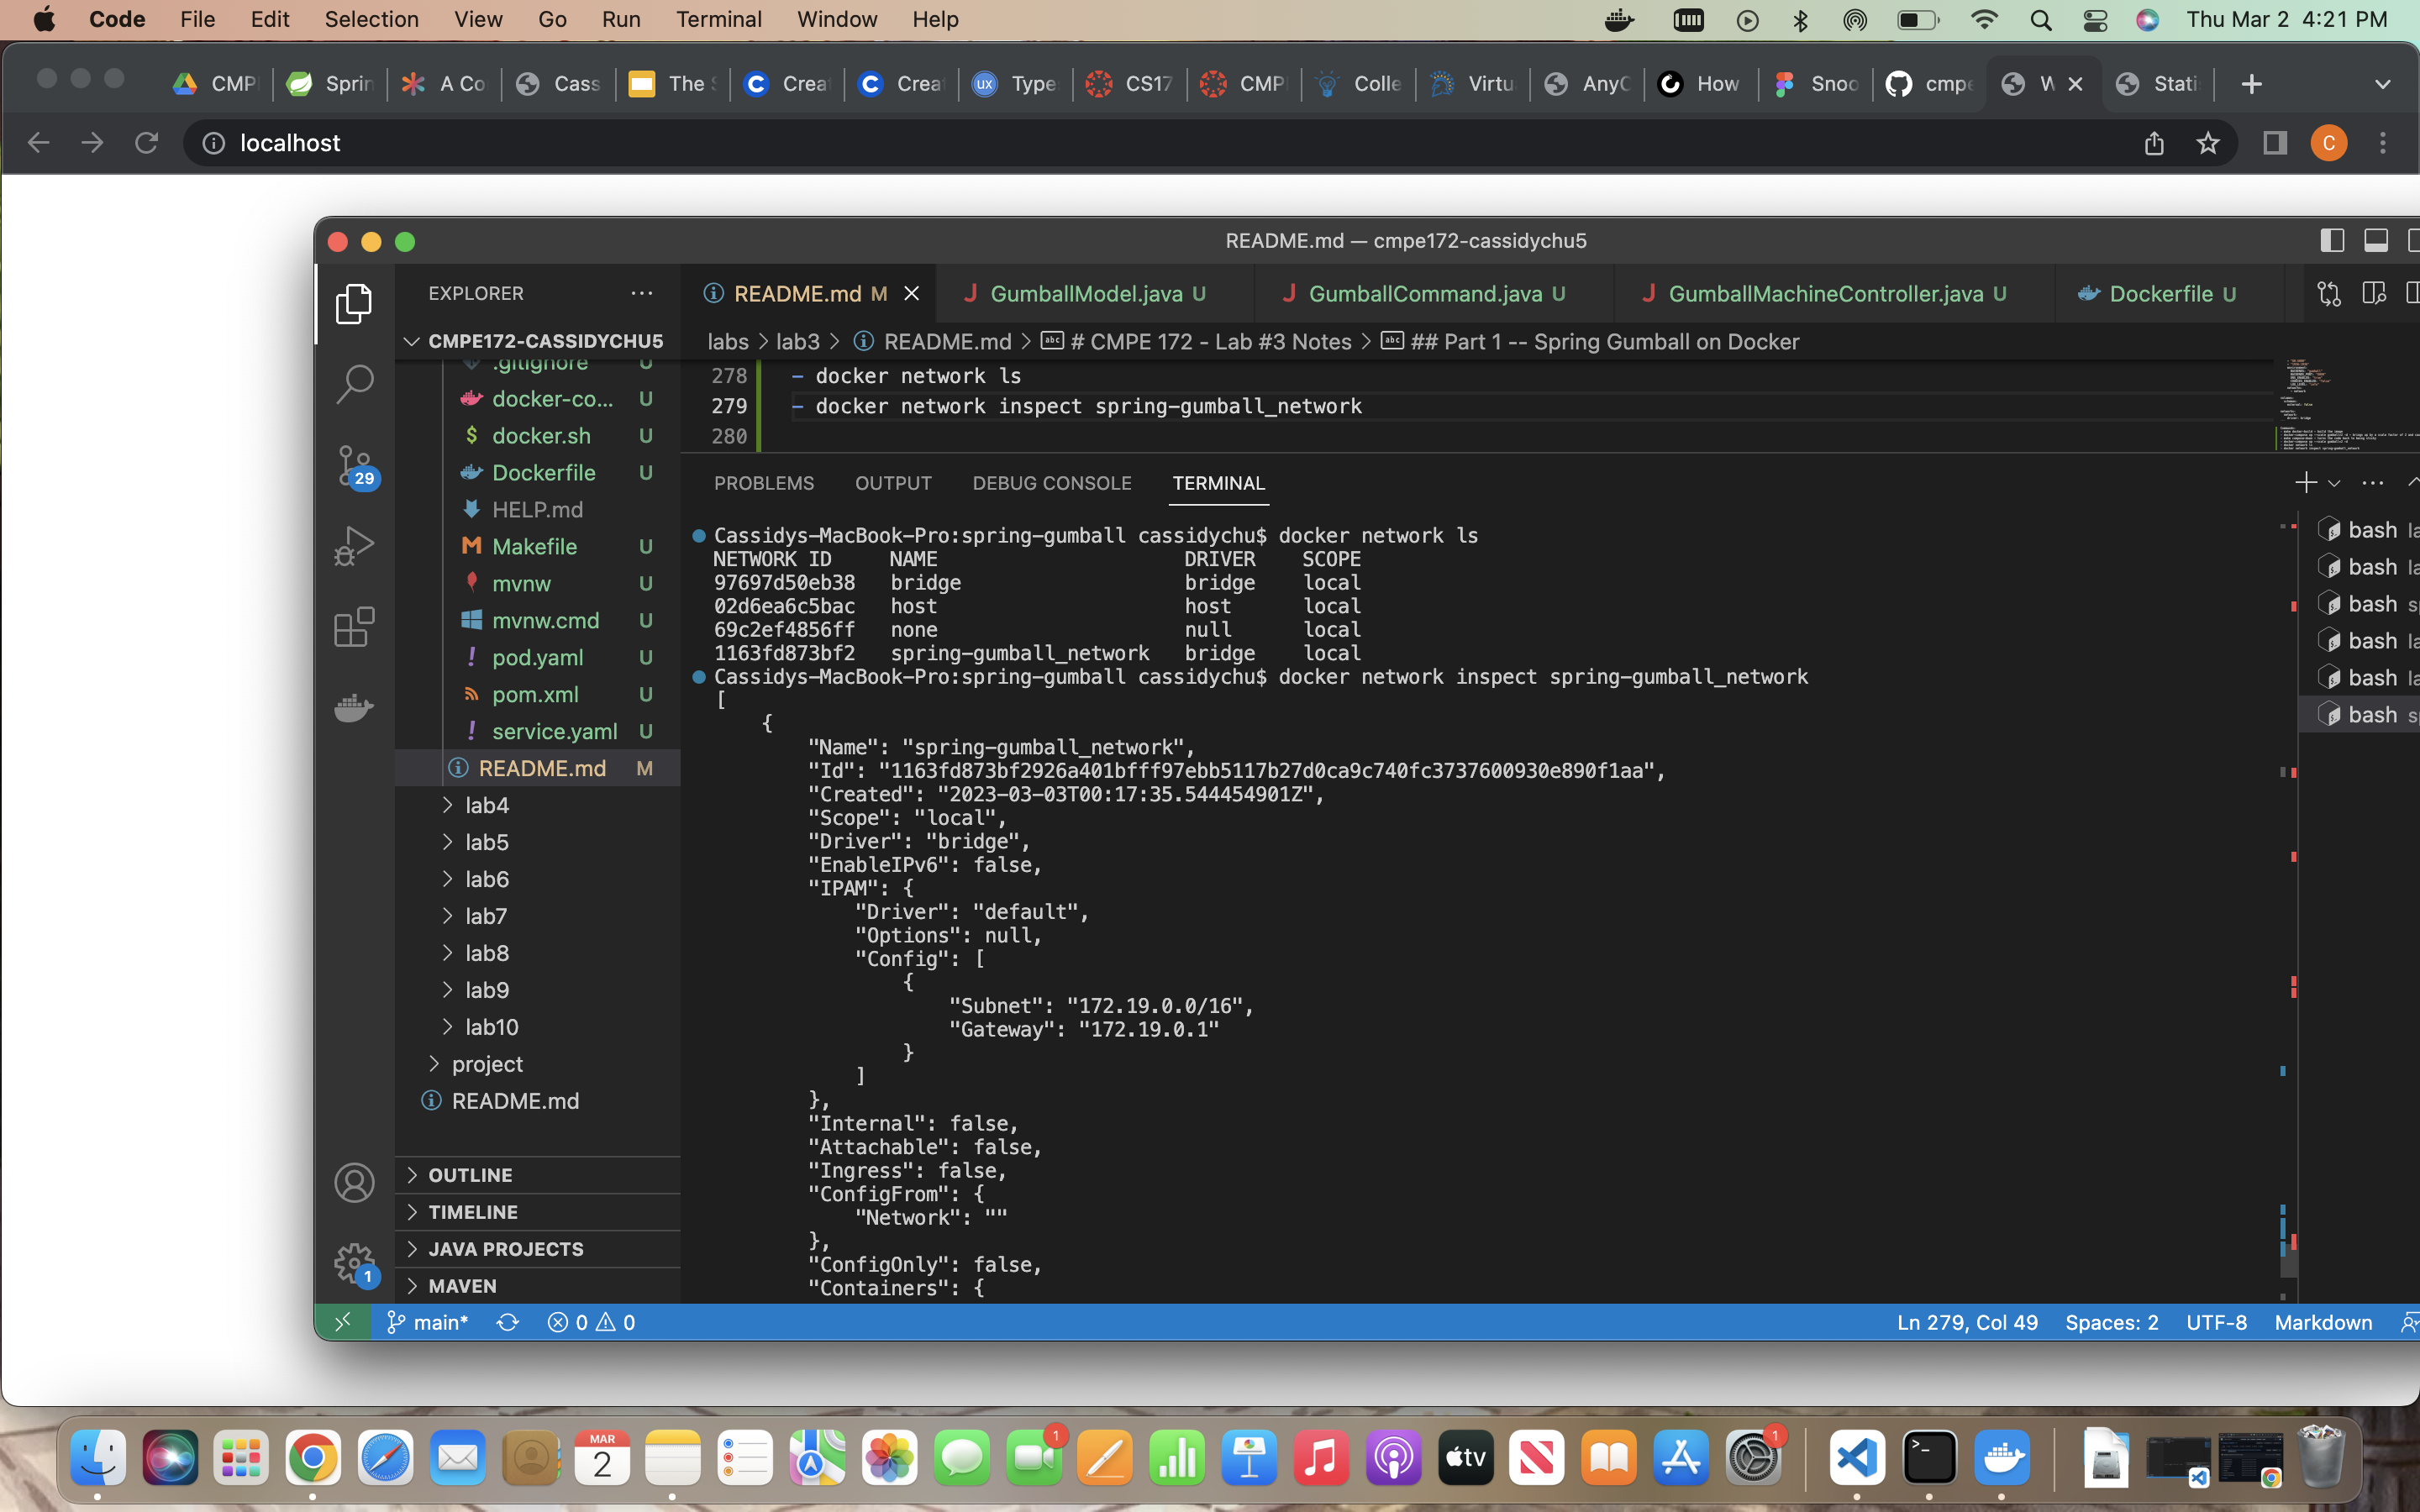 Code File Edit Selection View Go Run Terminal Window Help Thu Mar 2 4:21 PM
CMP Sprin A Co Cass The S Creat Creat UX Type CS17 CMP Colle Virtu AnyC How Snoo cmpe W Stati
localhost C
README.md — cmpe172-cassidychu5
EXPLORER
README.md M GumballModel.java U GumballCommand.java U GumballMachineController.java U Dockerfile U
CMPE172-CASSIDYCHU5
labs > lab3 > README.md > # CMPE 172 - Lab #3 Notes > ## Part 1 -- Spring Gumball on Docker
.gitignore U
docker-co... U
docker.sh U
Dockerfile U
HELP.md
Makefile U
mvnw U
mvnw.cmd U
pod.yaml U
pom.xml U
service.yaml U
README.md M
lab4
lab5
lab6
lab7
lab8
lab9
lab10
project
README.md
OUTLINE
TIMELINE
JAVA PROJECTS
MAVEN
29
1
278 - docker network ls
279 - docker network inspect spring-gumball_network
280
PROBLEMS OUTPUT DEBUG CONSOLE TERMINAL
Cassidys-MacBook-Pro:spring-gumball cassidychu$ docker network ls
NETWORK ID NAME DRIVER SCOPE
97697d50eb38 bridge bridge local
02d6ea6c5bac host host local
69c2ef4856ff none null local
1163fd873bf2 spring-gumball_network bridge local
Cassidys-MacBook-Pro:spring-gumball cassidychu$ docker network inspect spring-gumball_network
[
{
"Name": "spring-gumball_network",
"Id": "1163fd873bf2926a401bfff97ebb5117b27d0ca9c740fc3737600930e890f1aa",
"Created": "2023-03-03T00:17:35.544454901Z",
"Scope": "local",
"Driver": "bridge",
"EnableIPv6": false,
"IPAM": {
"Driver": "default",
"Options": null,
"Config": [
{
"Subnet": "172.19.0.0/16",
"Gateway": "172.19.0.1"
}
]
},
"Internal": false,
"Attachable": false,
"Ingress": false,
"ConfigFrom": {
"Network": ""
},
"ConfigOnly": false,
"Containers": {
bash la
bash la
bash s
bash la
bash la
bash s
main* 0 0 Ln 279, Col 49 Spaces: 2 UTF-8 Markdown
MAR
2
1
tv
1